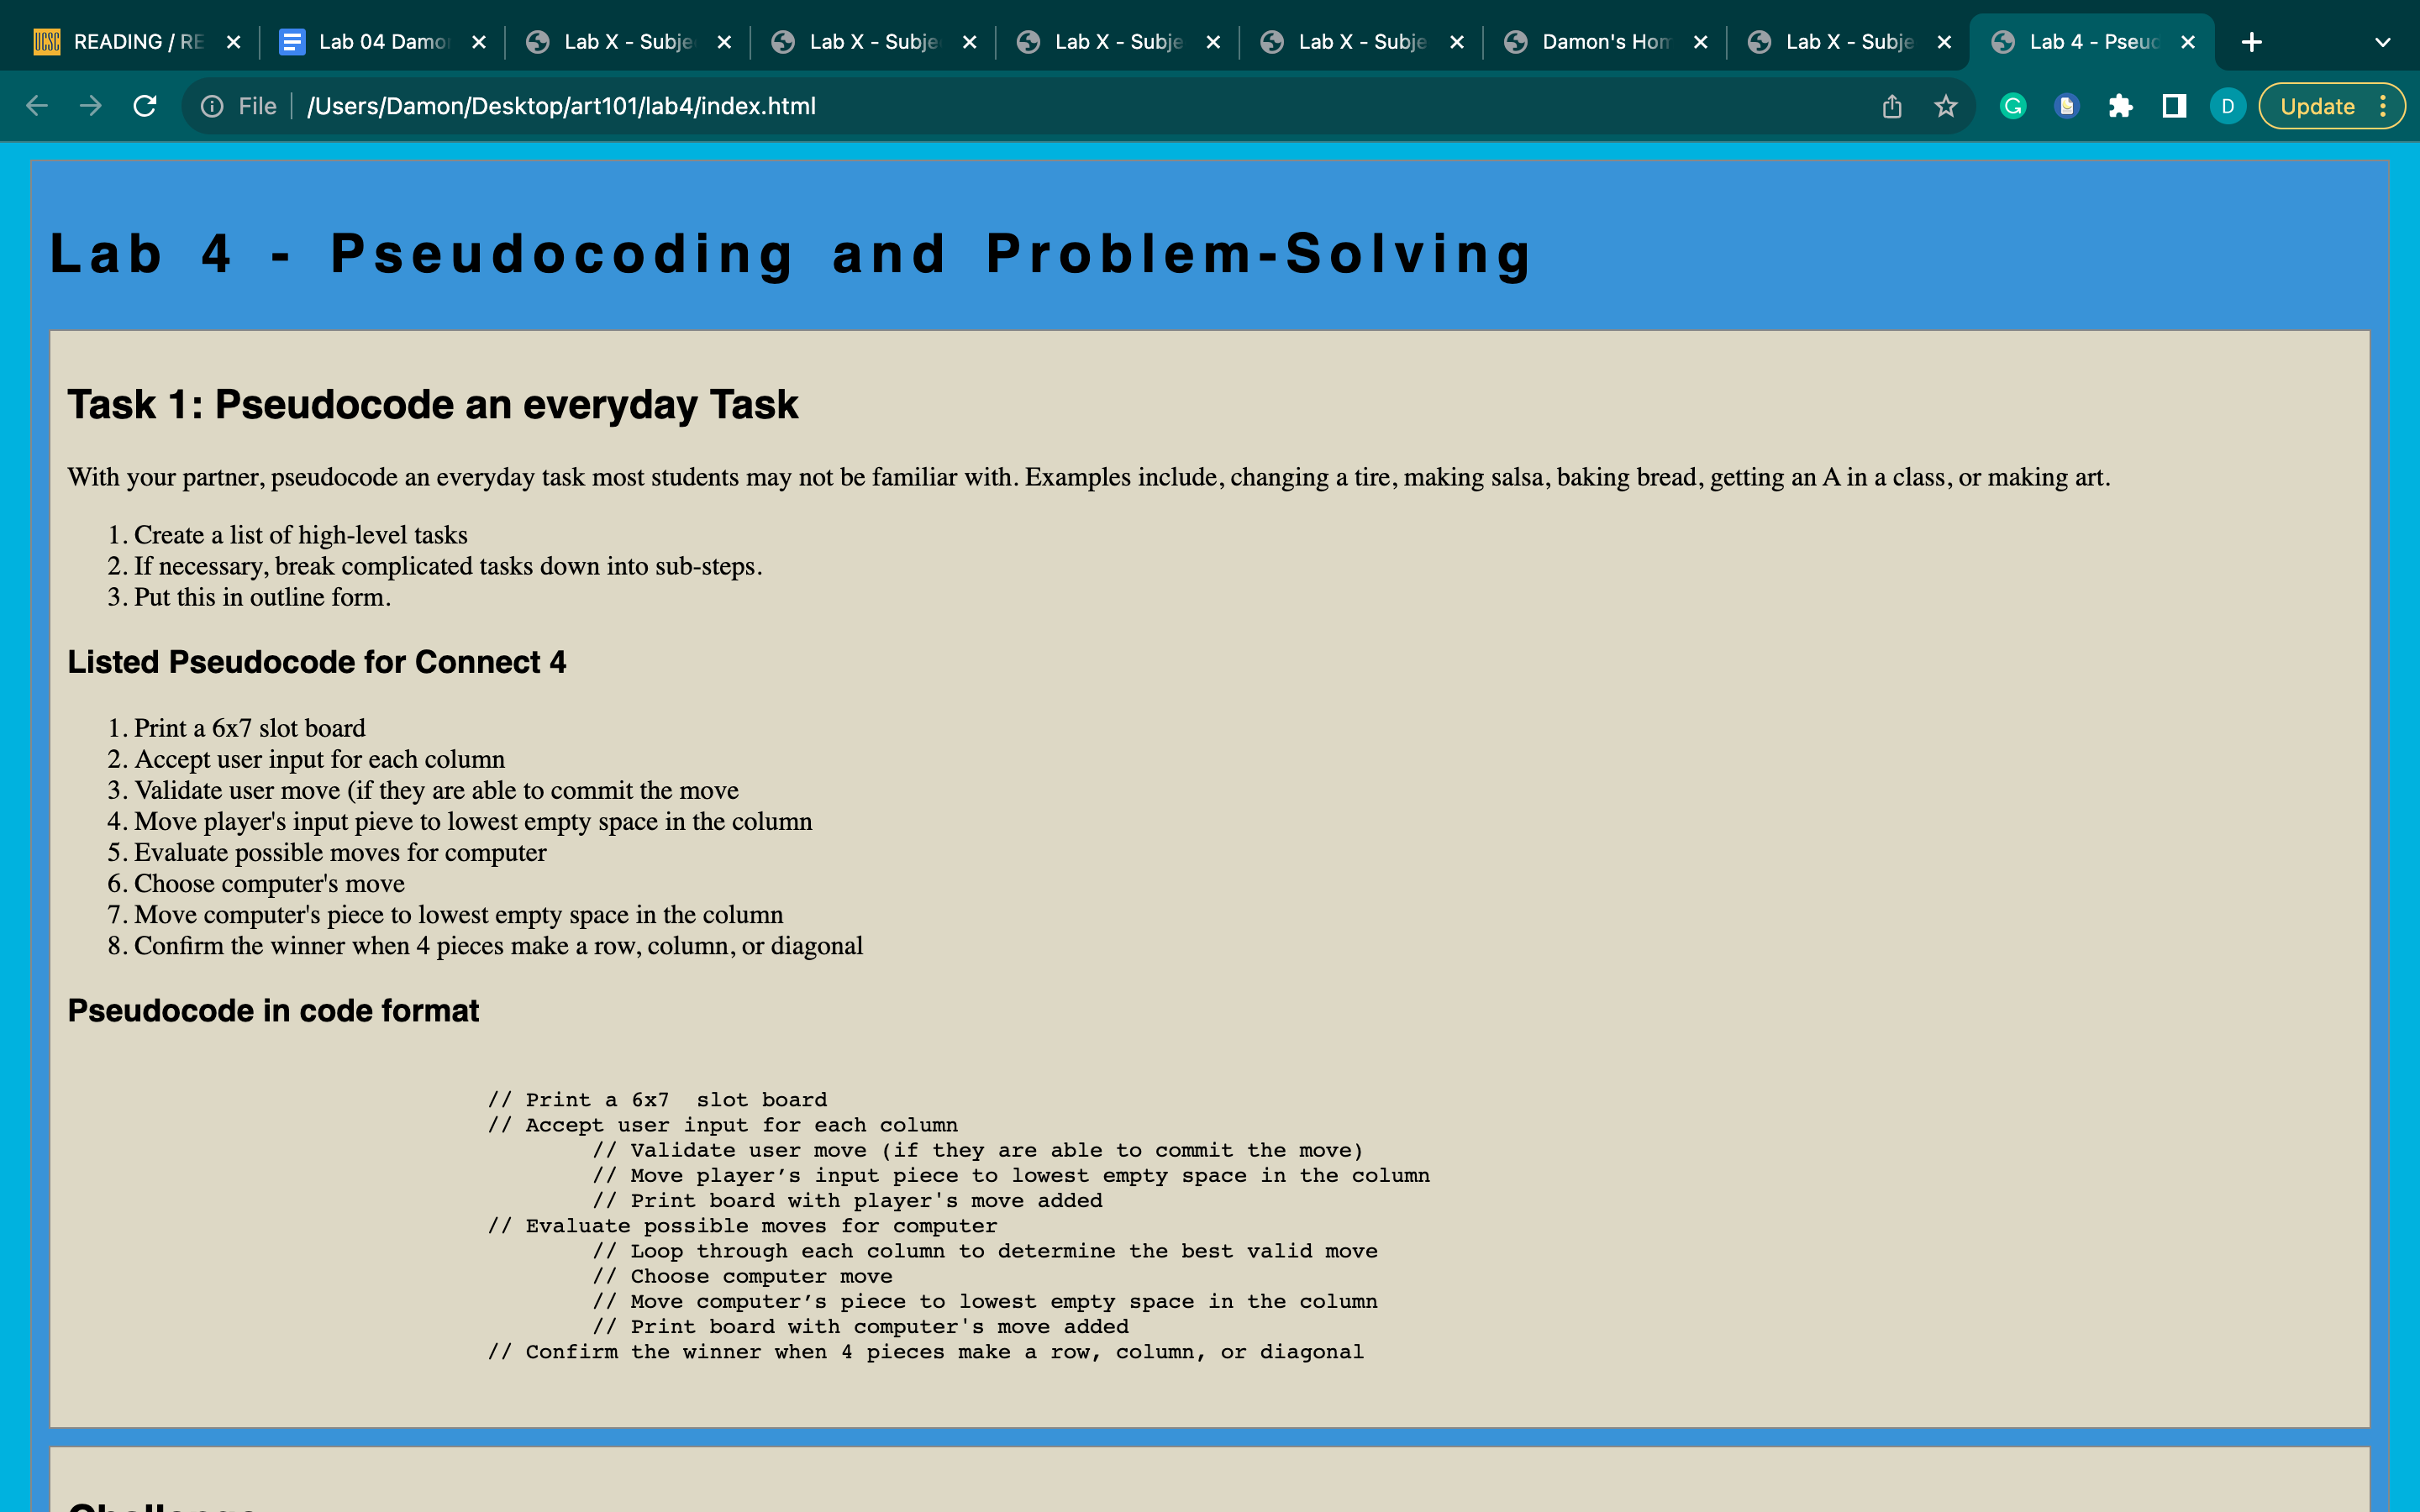 UCSC READING / RE
Lab 04 Damo
Lab X - Subje
Lab X - Subje
Lab X - Subje
Lab X - Subje
Damon's Hom
Lab X - Subje
Lab 4 - Pseud
File /Users/Damon/Desktop/art101/lab4/index.html
G
D
Update
Lab 4 - Pseudocoding and Problem-Solving
Task 1: Pseudocode an everyday Task
With your partner, pseudocode an everyday task most students may not be familiar with. Examples include, changing a tire, making salsa, baking bread, getting an A in a class, or making art.
1. Create a list of high-level tasks
2. If necessary, break complicated tasks down into sub-steps.
3. Put this in outline form.
Listed Pseudocode for Connect 4
1. Print a 6x7 slot board
2. Accept user input for each column
3. Validate user move (if they are able to commit the move
4. Move player's input pieve to lowest empty space in the column
5. Evaluate possible moves for computer
6. Choose computer's move
7. Move computer's piece to lowest empty space in the column
8. Confirm the winner when 4 pieces make a row, column, or diagonal
Pseudocode in code format
// Print a 6x7  slot board
// Accept user input for each column
// Validate user move (if they are able to commit the move)
// Move player’s input piece to lowest empty space in the column
// Print board with player's move added
// Evaluate possible moves for computer
// Loop through each column to determine the best valid move
// Choose computer move
// Move computer’s piece to lowest empty space in the column
// Print board with computer's move added
// Confirm the winner when 4 pieces make a row, column, or diagonal